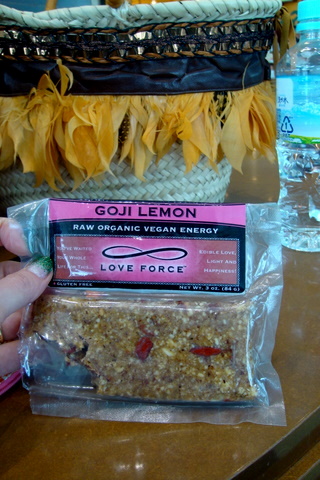 GOJI LEMON
RAW ORGANIC VEGAN ENERGY
EDIBLE LOVE,
LIGHT AND
HAPPINESS!
LOVE FORCE
GLUTEN FREE
NET WT. 3 OZ. (84 G)